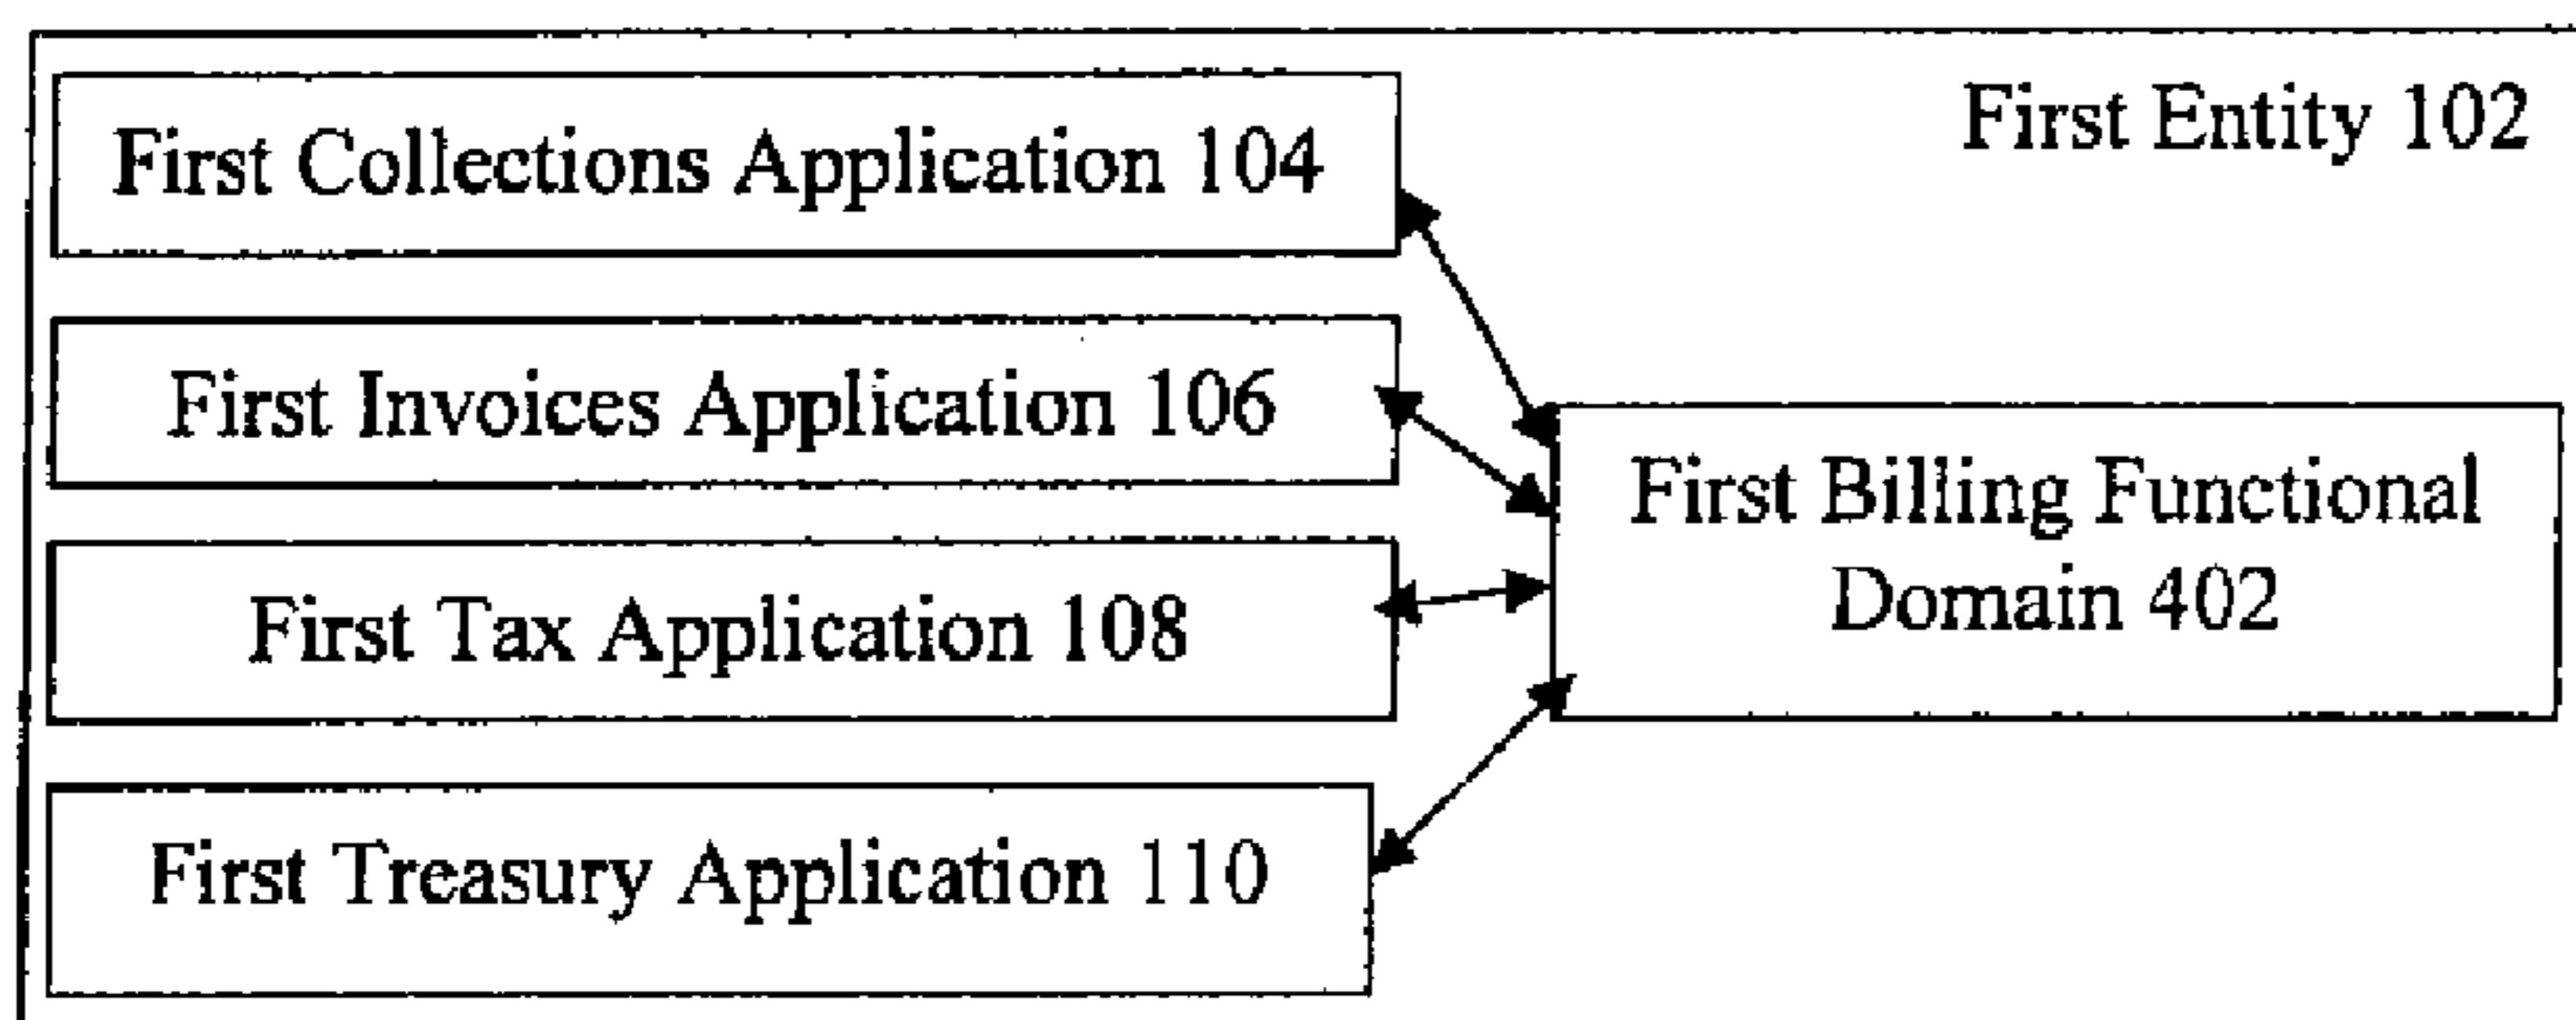 First Entity 102
First Collections Application 104
First Invoices Application 106
First Billing Functional
Domain 402
First Tax Application 108
First Treasury Application 110